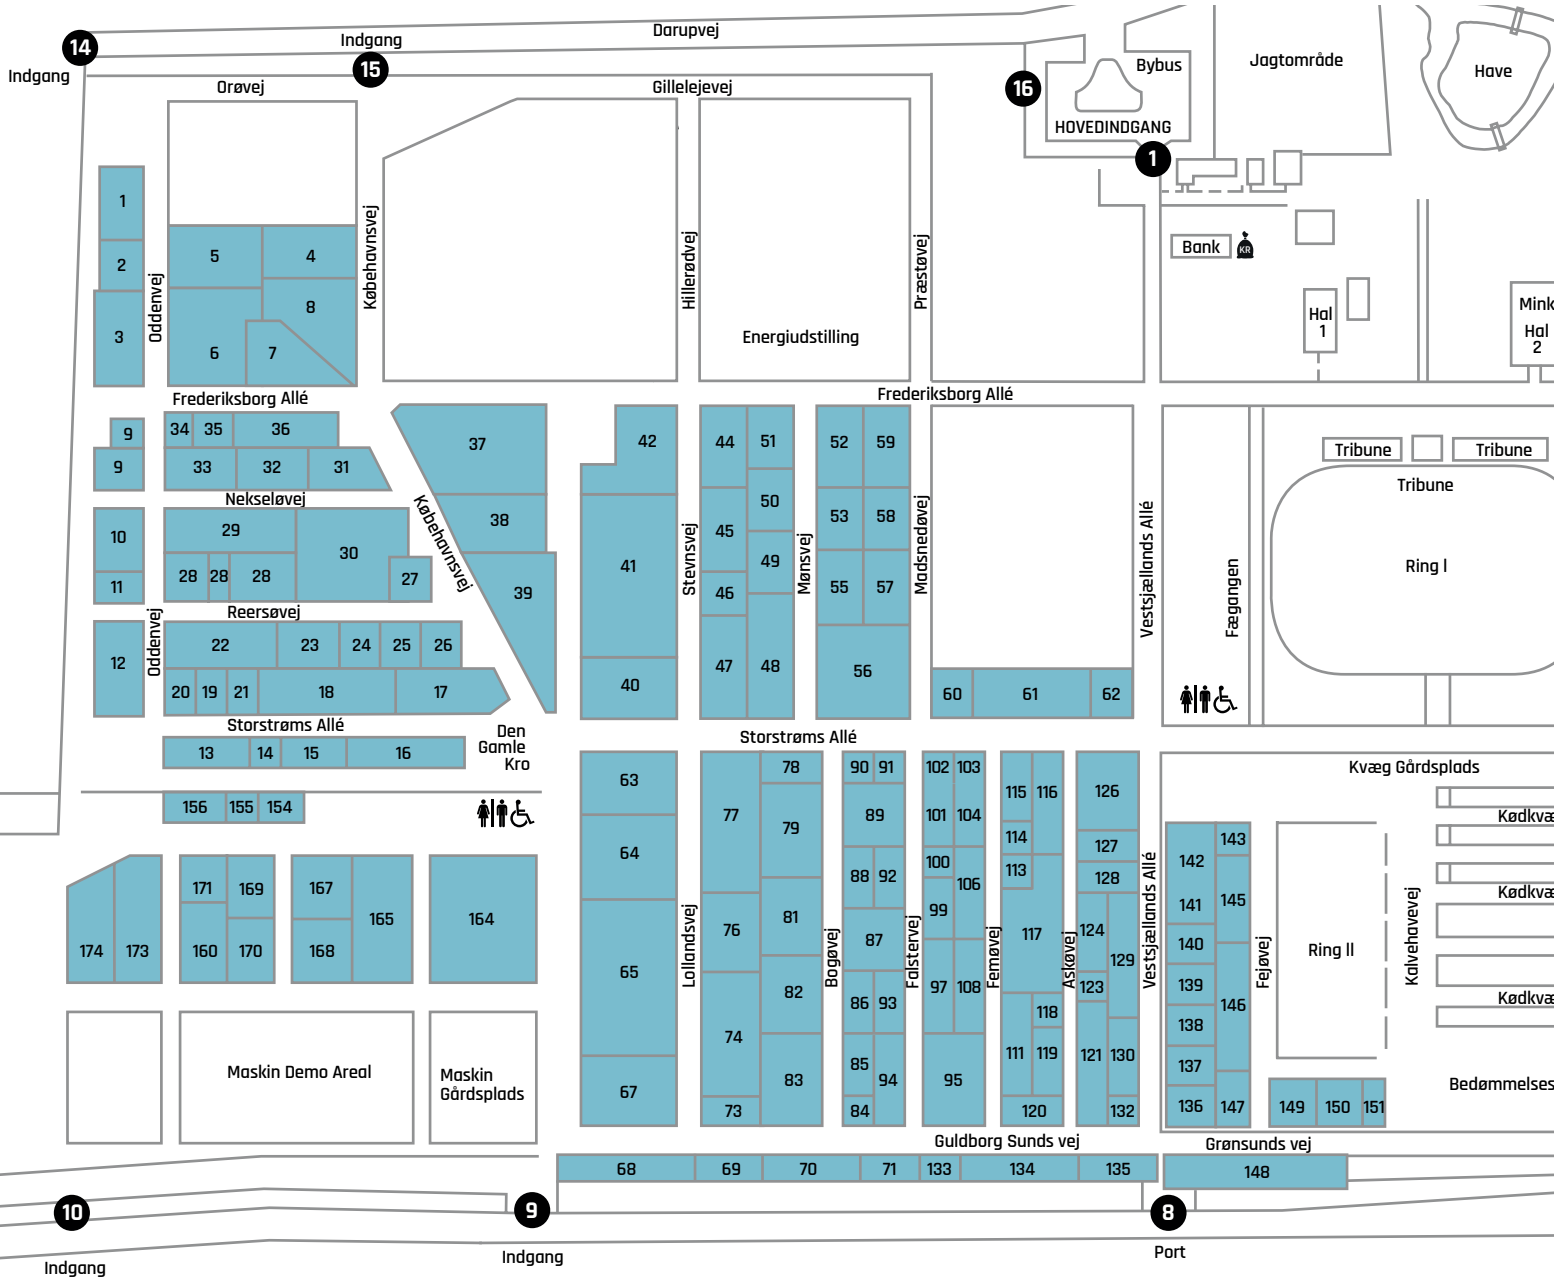 Darupvej
14
Indgang
15
Indgang
Orøvej
Gillelejevej
16
Bybus
HOVEDINDGANG
1
Jagtområde
Have
Bank
KR
Hal
1
Mink
Hal
2
1
2
3
Oddenvej
5
4
8
6
7
Købehavnsvej
Hillerødvej
Energiudstilling
Præstøvej
Frederiksborg Allé
Frederiksborg Allé
9
9
34
35
36
33
32
31
Nekseløvej
37
38
39
Købehavnsvej
10
11
29
30
28
28
28
27
Reersøvej
12
Oddenvej
22
23
24
25
26
20
19
21
18
17
Storstrøms Allé
13
14
15
16
Den
Gamle
Kro
156
155
154
42
41
40
Stevnsvej
44
51
50
45
49
46
47
48
Mønsvej
52
59
53
58
55
57
56
Madsnedøvej
60
61
62
Vestsjællands Allé
Fægangen
Tribune
Tribune
Tribune
Ring l
Storstrøms Allé
Kvæg Gårdsplads
63
64
65
67
Lollandsvej
78
77
79
76
81
82
74
83
73
Bogøvej
90
91
89
88
92
87
86
93
85
94
84
Falstervej
102
103
101
104
100
106
99
97
108
95
Femøvej
115
116
114
113
117
118
111
119
120
Askøvej
126
127
128
124
129
123
121
130
132
Vestsjællands Allé
143
142
145
141
140
139
146
138
137
136
147
Fejøvej
Ring ll
Kalvehavevej
Kødkvæ
Kødkvæ
Kødkvæ
149
150
151
Bedømmelses
171
169
167
165
164
174
173
160
170
168
Maskin Demo Areal
Maskin
Gårdsplads
Guldborg Sunds vej
Grønsunds vej
68
69
70
71
133
134
135
148
10
9
8
Indgang
Indgang
Port